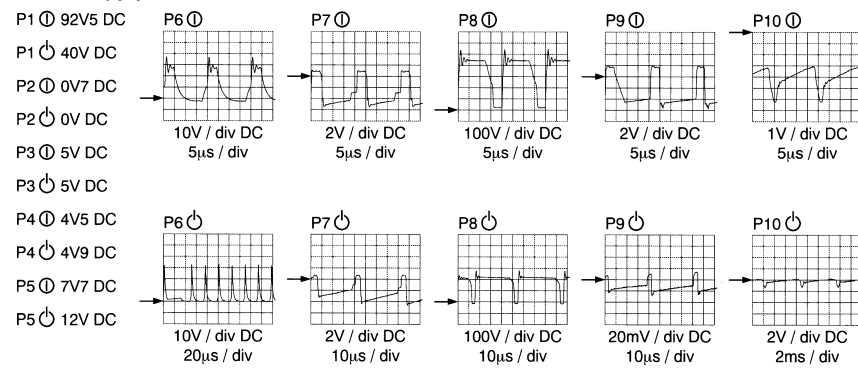 P1 ⏼ 92V5 DC
P1 ⏻ 40V DC
P2 ⏼ 0V7 DC
P2 ⏻ 0V DC
P3 ⏼ 5V DC
P3 ⏻ 5V DC
P4 ⏼ 4V5 DC
P4 ⏻ 4V9 DC
P5 ⏼ 7V7 DC
P5 ⏻ 12V DC
P6 ⏼
10V / div DC
5µs / div
P7 ⏼
2V / div DC
5µs / div
P8 ⏼
100V / div DC
5µs / div
P9 ⏼
2V / div DC
5µs / div
P10 ⏼
1V / div DC
5µs / div
P6 ⏻
10V / div DC
20µs / div
P7 ⏻
2V / div DC
10µs / div
P8 ⏻
100V / div DC
10µs / div
P9 ⏻
20mV / div DC
10µs / div
P10 ⏻
2V / div DC
2ms / div